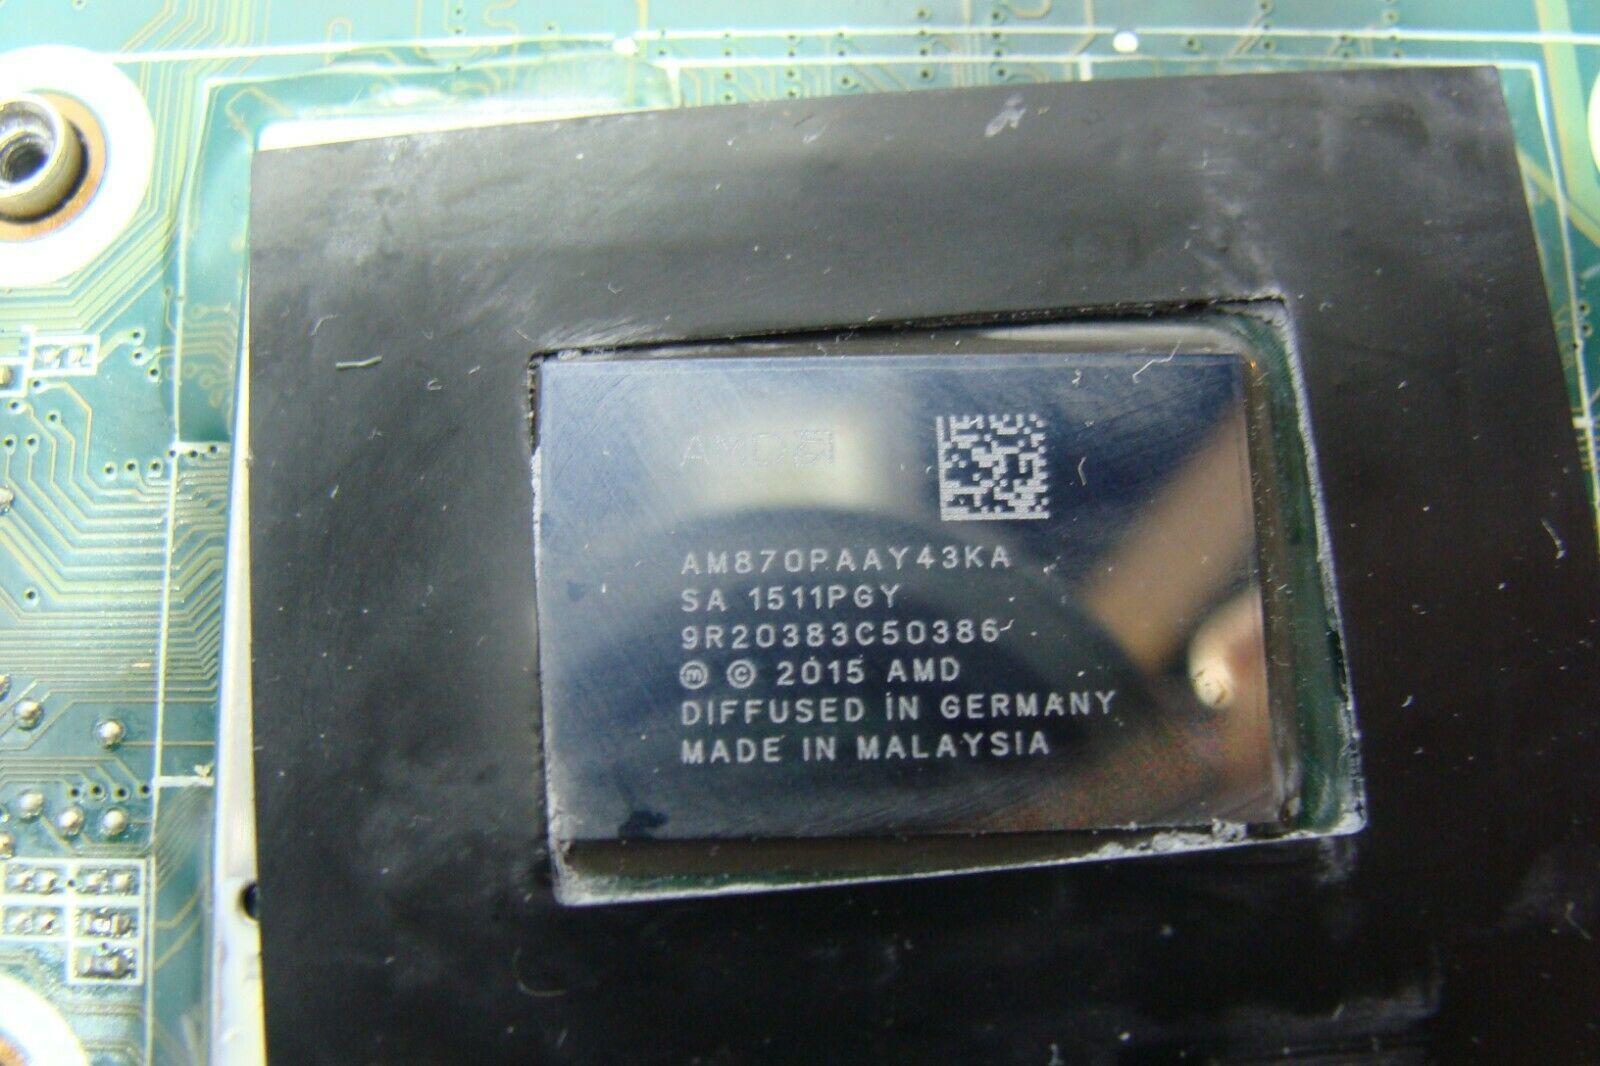 AMD
AM870PAAY43KA
SA 1511PGY
9R20383C50386
ⓜ © 2015 AMD
DIFFUSED IN GERMANY
MADE IN MALAYSIA